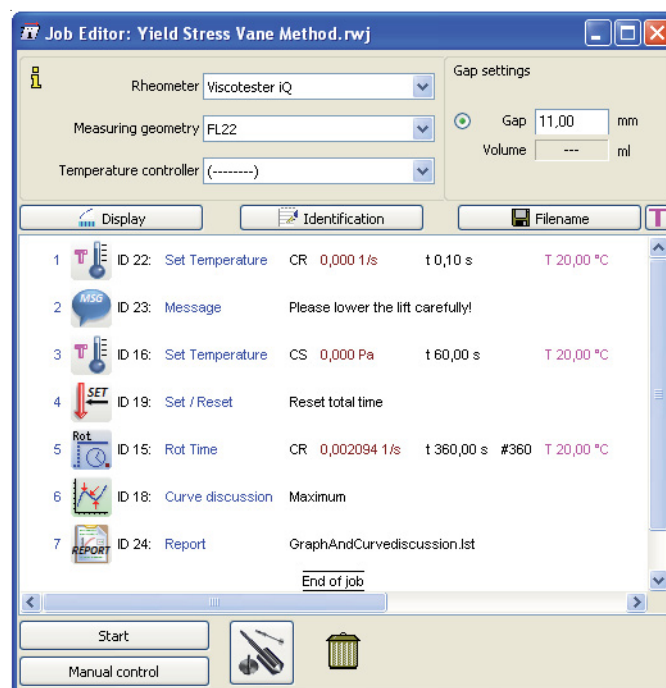 Job Editor: Yield Stress Vane Method.rwj
Gap settings
Rheometer Viscotester iQ
Measuring geometry FL22
Gap 11,00 mm
Volume --- ml
Temperature controller (--------)
Display Identification Filename T
1 T ID 22: Set Temperature CR 0,000 1/s t 0,10 s T 20,00 °C
2 MSG ID 23: Message Please lower the lift carefully!
3 T ID 16: Set Temperature CS 0,000 Pa t 60,00 s T 20,00 °C
4 SET ID 19: Set / Reset Reset total time
5 Rot ID 15: Rot Time CR 0,002094 1/s t 360,00 s #360 T 20,00 °C
6 ID 18: Curve discussion Maximum
7 REPORT ID 24: Report GraphAndCurvediscussion.lst
End of job
Start
Manual control